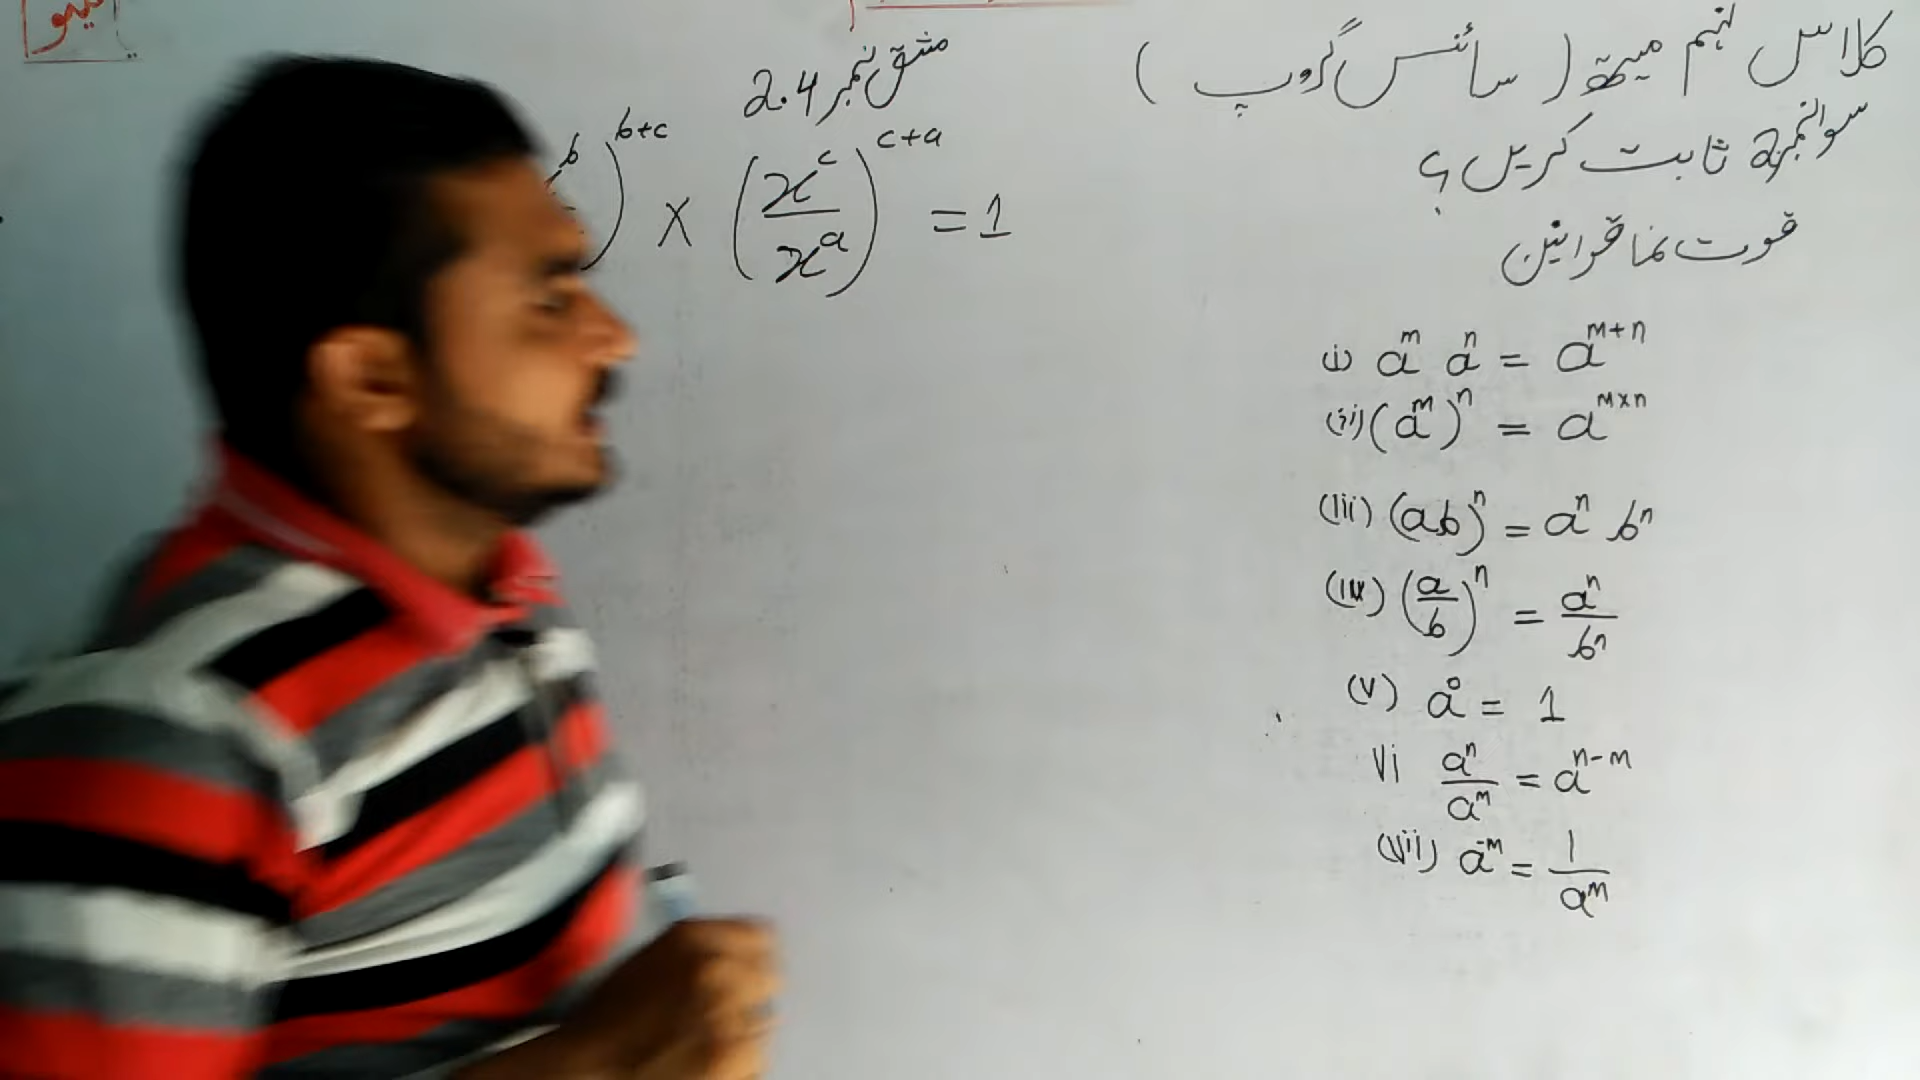 کلاس نہم میتھ (سائنس گروپ)
مشق نمبر 2.4
سوال نمبر 2 ثابت کریں؟
b)^(b+c) × (x^c/x^a)^(c+a) = 1
قوت نما قوانین
(i) a^m a^n = a^(m+n)
(ii) (a^m)^n = a^(m×n)
(iii) (ab)^n = a^n b^n
(iv) (a/b)^n = a^n/b^n
(v) a° = 1
Vi a^n/a^m = a^(n-m)
(Vii) a^-m = 1/a^m